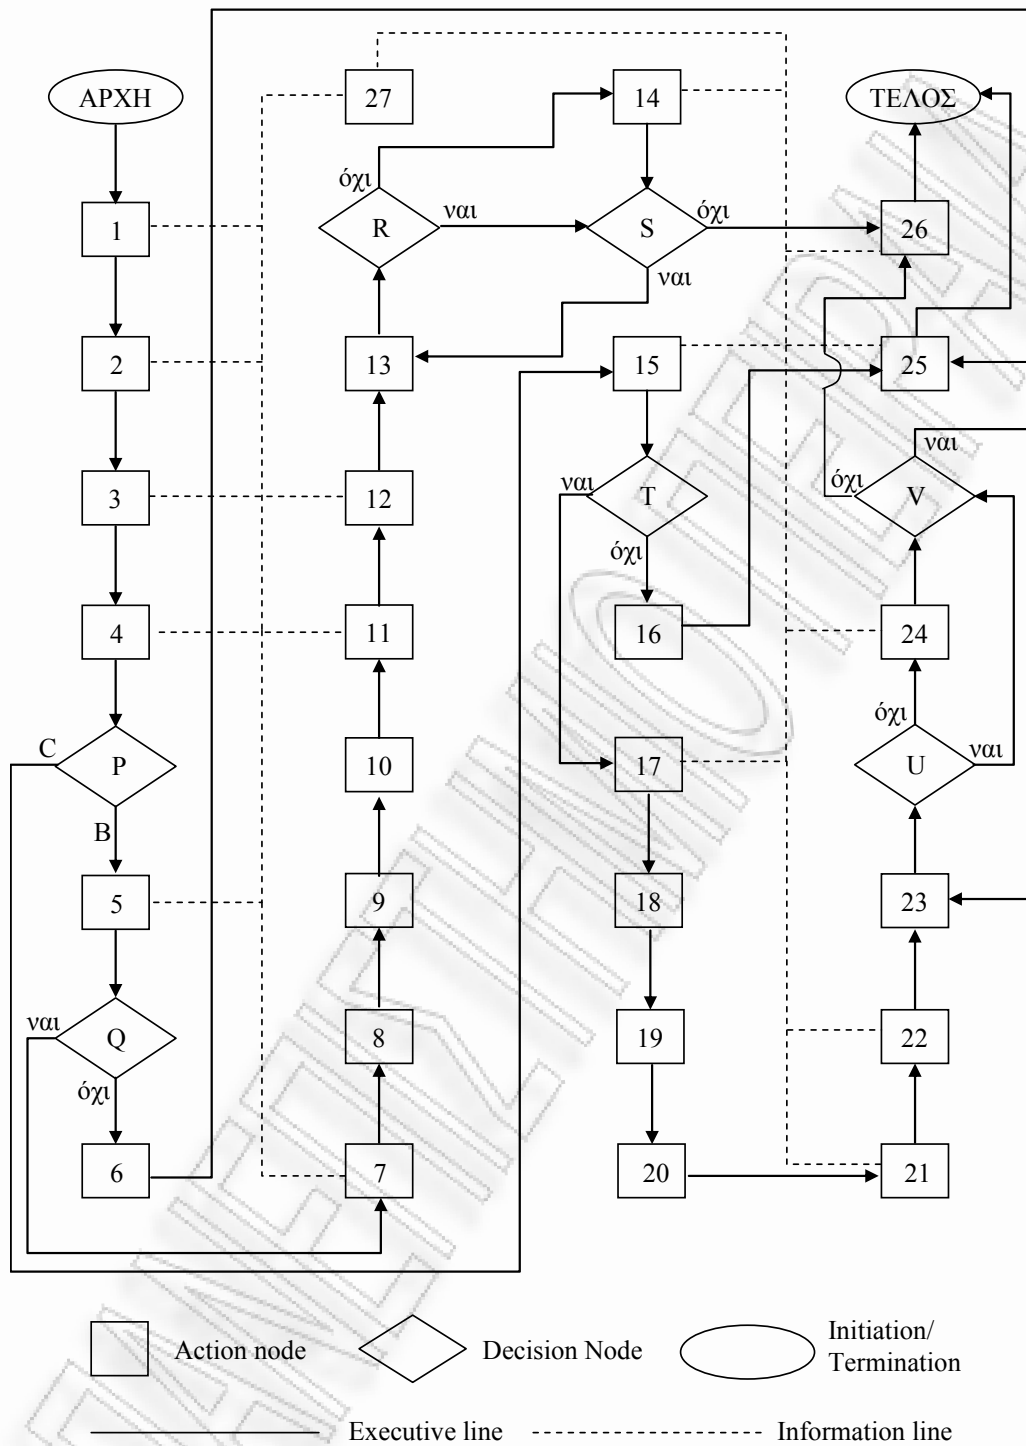 ΑΡΧΗ
1
2
3
4
C
P
B
5
ναι
Q
όχι
6
27
όχι
R
ναι
13
12
11
10
9
8
7
14
S
όχι
ναι
15
ναι
T
όχι
16
17
18
19
20
ΤΕΛΟΣ
26
25
ναι
όχι
V
24
όχι
U
ναι
23
22
21
Action node
Decision Node
Initiation/
Termination
Executive line
Information line